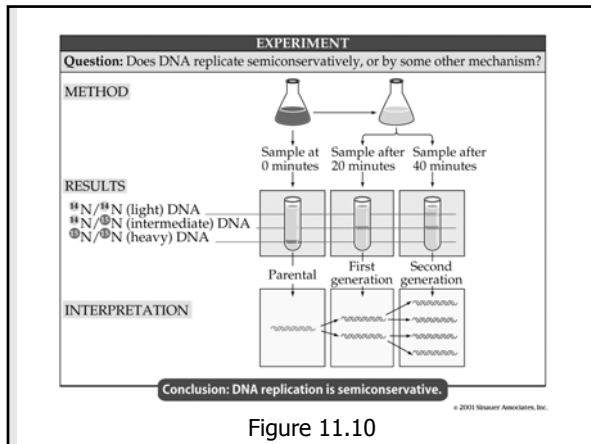 EXPERIMENT
Question: Does DNA replicate semiconservatively, or by some other mechanism?
METHOD
Sample at
0 minutes
Sample after
20 minutes
Sample after
40 minutes
RESULTS
14N/14N (light) DNA
14N/15N (intermediate) DNA
15N/15N (heavy) DNA
Parental
First
generation
Second
generation
INTERPRETATION
Conclusion: DNA replication is semiconservative.
© 2001 Sinauer Associates, Inc.
Figure 11.10